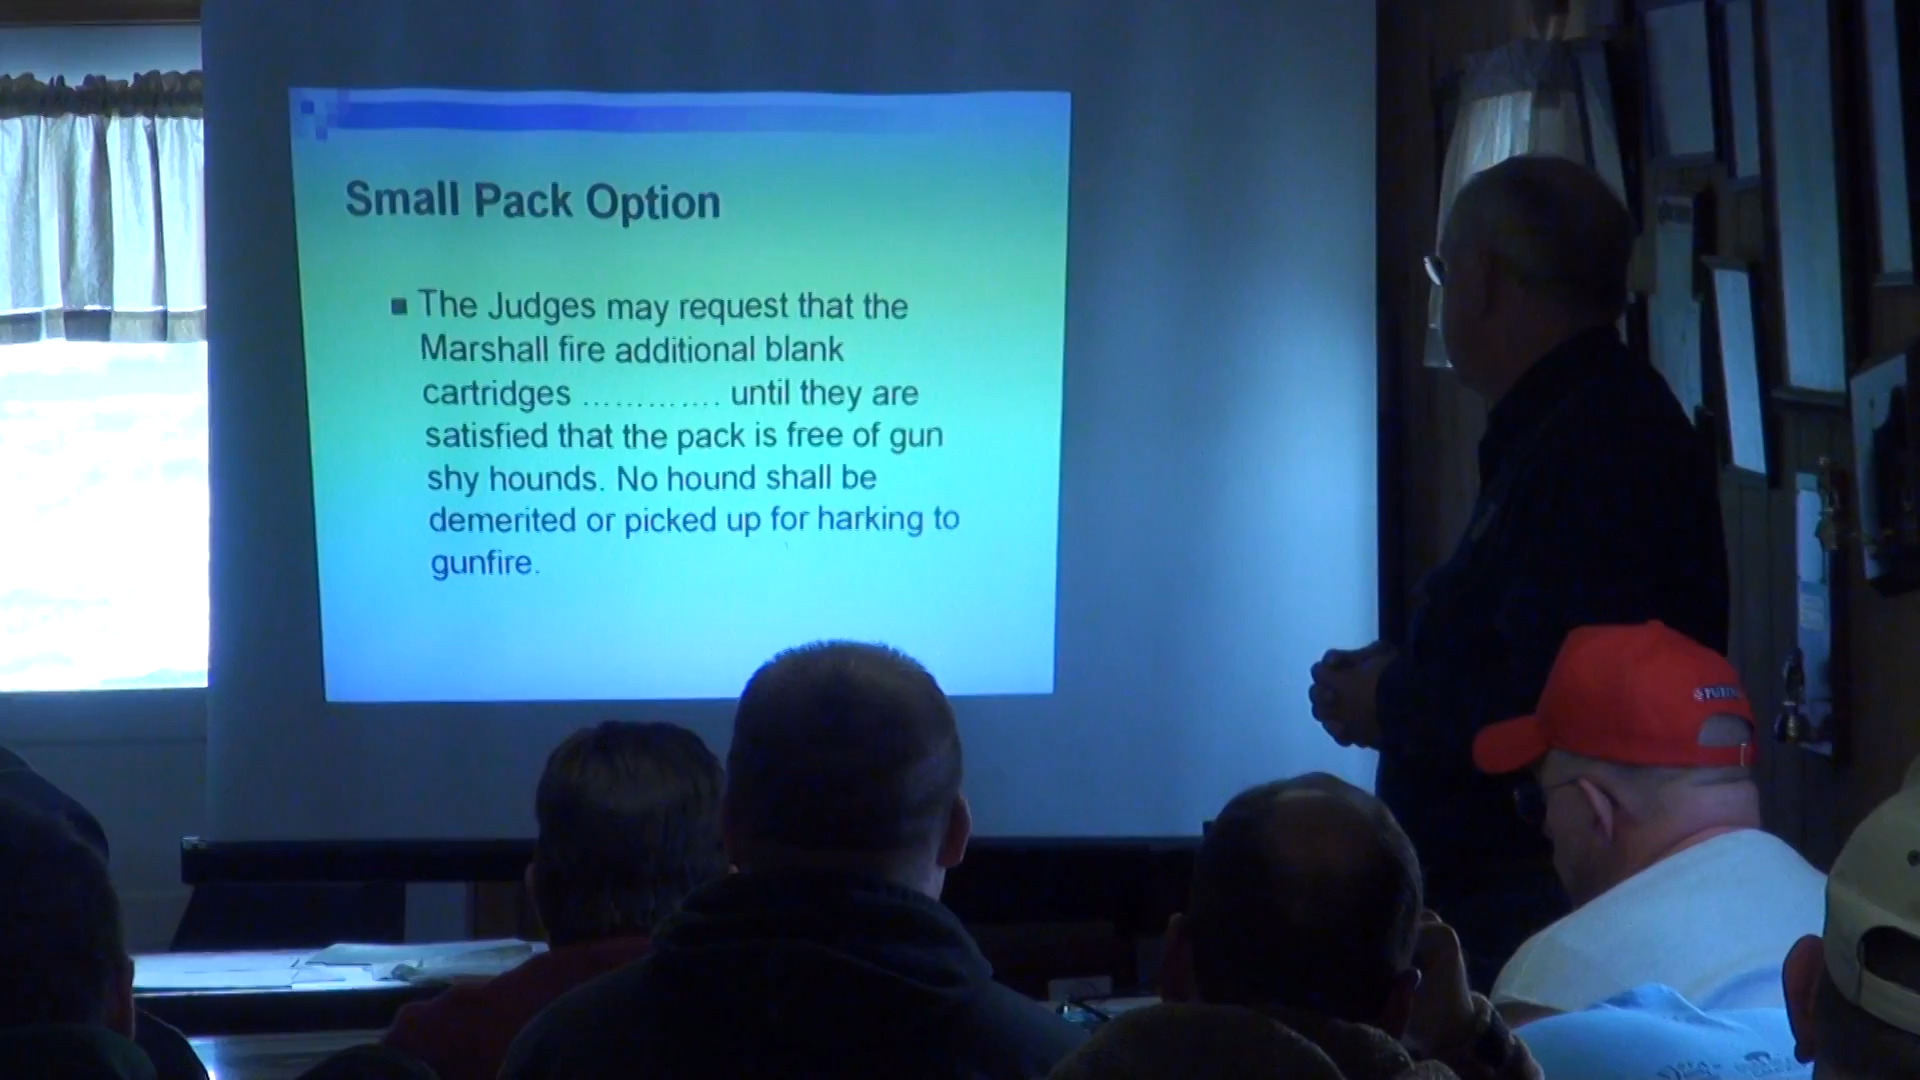 Small Pack Option
■ The Judges may request that the
Marshall fire additional blank
cartridges ............. until they are
satisfied that the pack is free of gun
shy hounds. No hound shall be
demerited or picked up for harking to
gunfire.